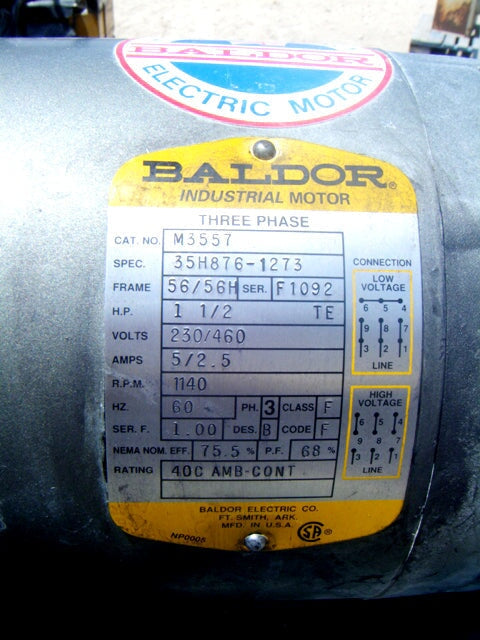 BALDOR
ELECTRIC MOTOR
BALDOR®
INDUSTRIAL MOTOR
THREE PHASE
CAT. NO. M3557
SPEC. 35H876-1273
FRAME 56/56H SER. F1092
H.P. 1 1/2 TE
VOLTS 230/460
AMPS 5/2.5
R.P.M. 1140
HZ. 60 PH. 3 CLASS F
SER. F. 1.00 DES. B CODE F
NEMA NOM. EFF. 75.5 % P.F. 68 %
RATING 40C AMB-CONT
CONNECTION
LOW
VOLTAGE
6 5 4
9 8 7
3 2 1
LINE
HIGH
VOLTAGE
6 5 4
9 8 7
3 2 1
LINE
BALDOR ELECTRIC CO.
FT. SMITH, ARK.
MFD. IN U.S.A.
NP0005
SA®